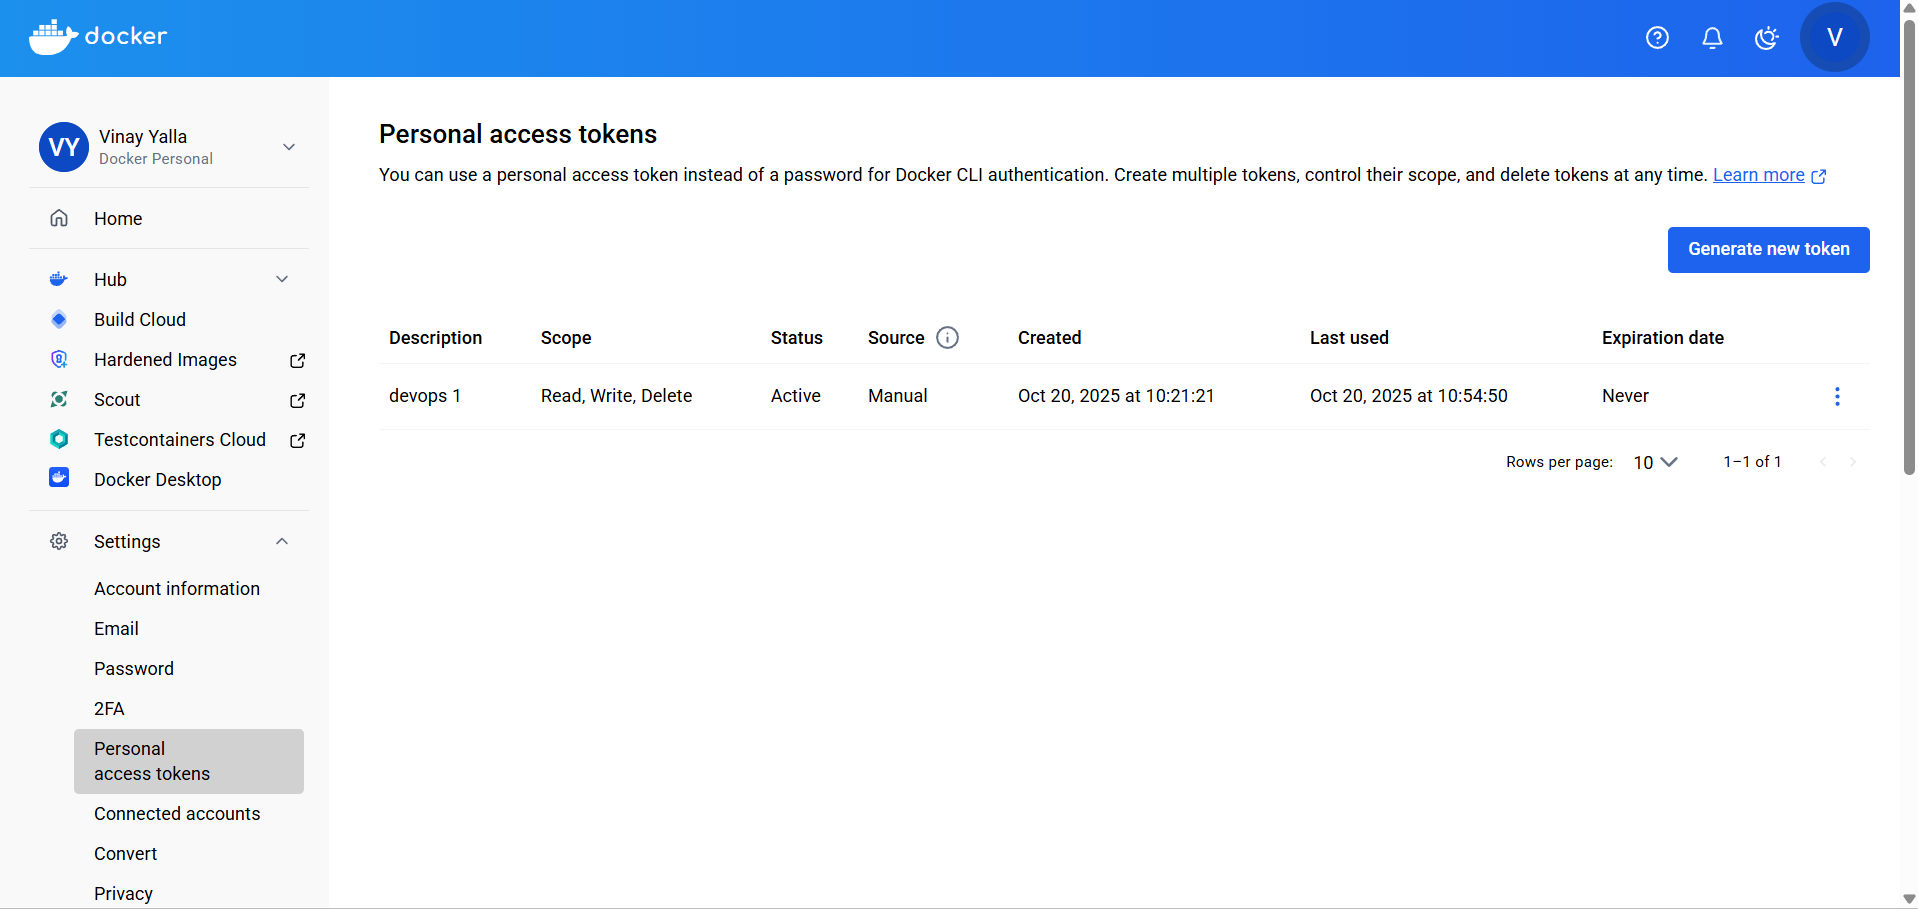 docker
V
VY
Vinay Yalla
Docker Personal
Home
Hub
Build Cloud
Hardened Images
Scout
Testcontainers Cloud
Docker Desktop
Settings
Account information
Email
Password
2FA
Personal
access tokens
Connected accounts
Convert
Privacy
Personal access tokens
You can use a personal access token instead of a password for Docker CLI authentication. Create multiple tokens, control their scope, and delete tokens at any time. Learn more
Generate new token
Description Scope Status Source Created Last used Expiration date
devops 1 Read, Write, Delete Active Manual Oct 20, 2025 at 10:21:21 Oct 20, 2025 at 10:54:50 Never
Rows per page: 10 1–1 of 1